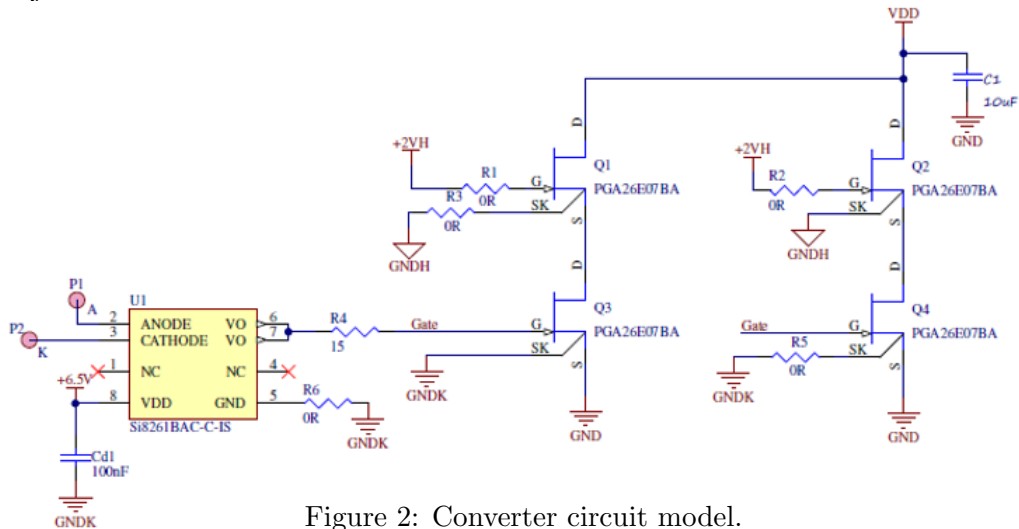 VDD
C1
10uF
GND
D
D
+2VH
Q1
+2VH
Q2
R1
G
PGA26E07BA
R2
G
PGA26E07BA
R3
0R
SK
0R
SK
0R
S
S
GNDH
GNDH
D
D
P1
U1
A
2
ANODE
VO
6
R4
Gate
G
Q3
Gate
G
Q4
P2
K
3
CATHODE
VO
7
15
PGA26E07BA
PGA26E07BA
SK
R5
SK
1
NC
NC
4
0R
S
S
+6.5V
GNDK
GNDK
8
VDD
GND
5
R6
0R
Si8261BAC-C-IS
GNDK
GND
GND
Cd1
100nF
GNDK
Figure 2: Converter circuit model.